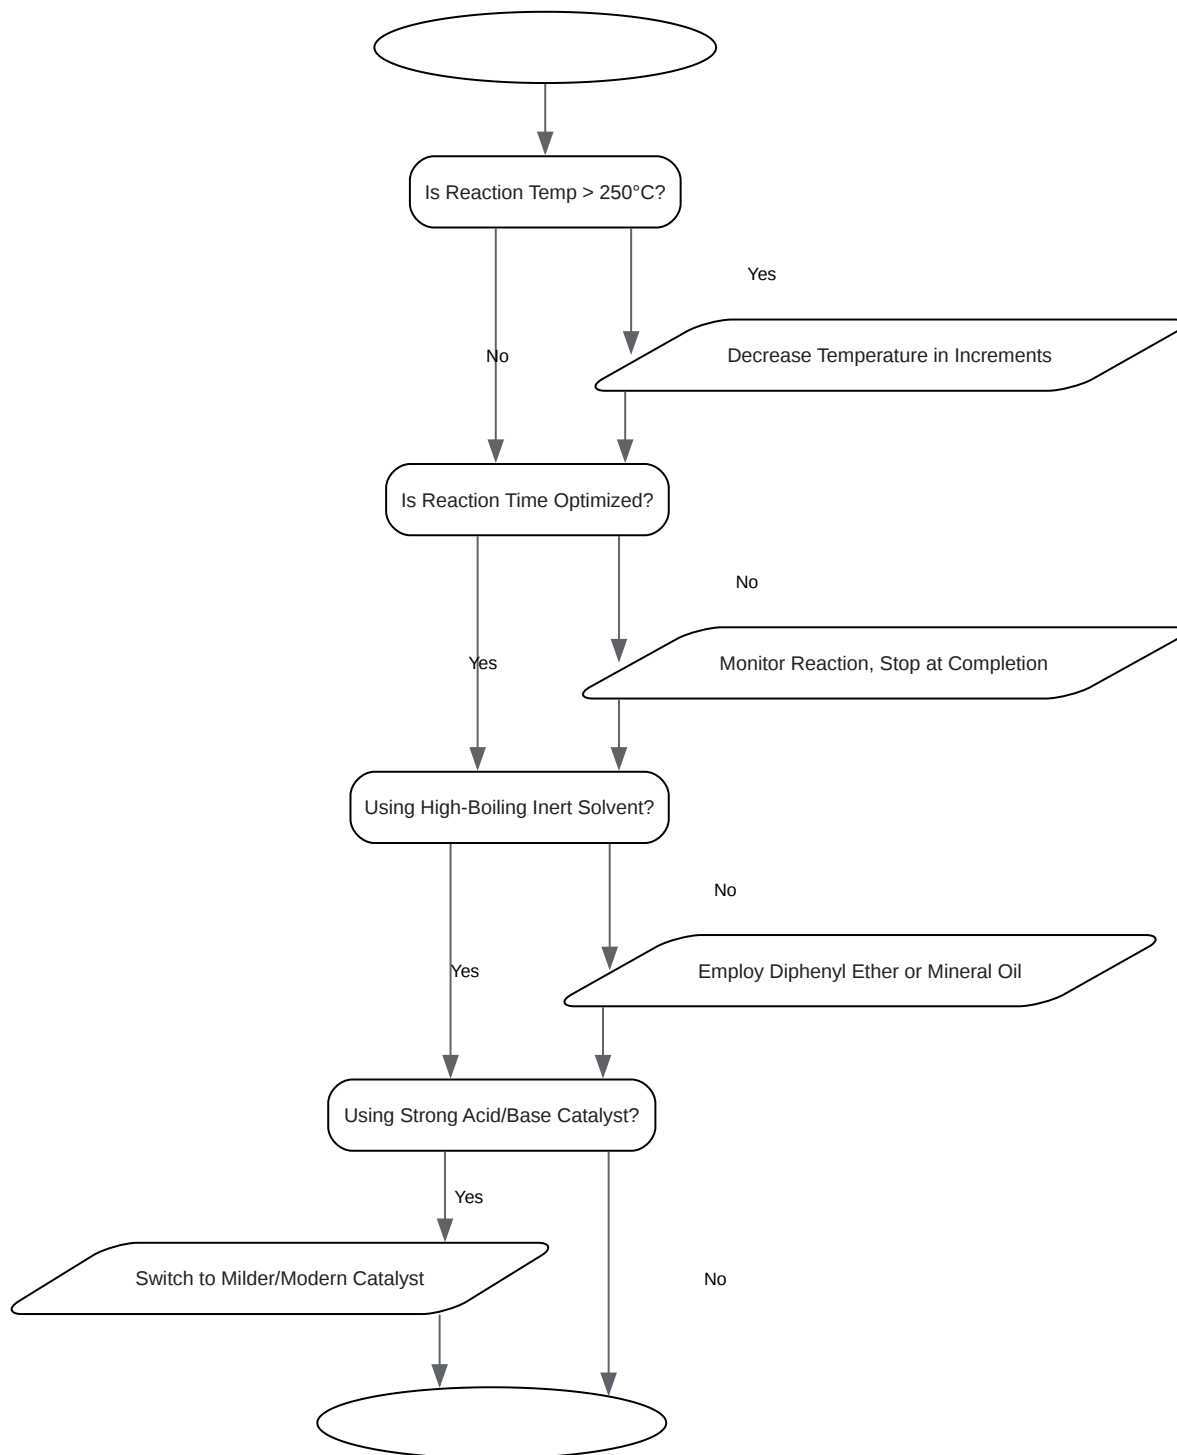 Is Reaction Temp > 250°C?
Yes
No
Decrease Temperature in Increments
Is Reaction Time Optimized?
No
Yes
Monitor Reaction, Stop at Completion
Using High-Boiling Inert Solvent?
No
Yes
Employ Diphenyl Ether or Mineral Oil
Using Strong Acid/Base Catalyst?
Yes
Switch to Milder/Modern Catalyst
No